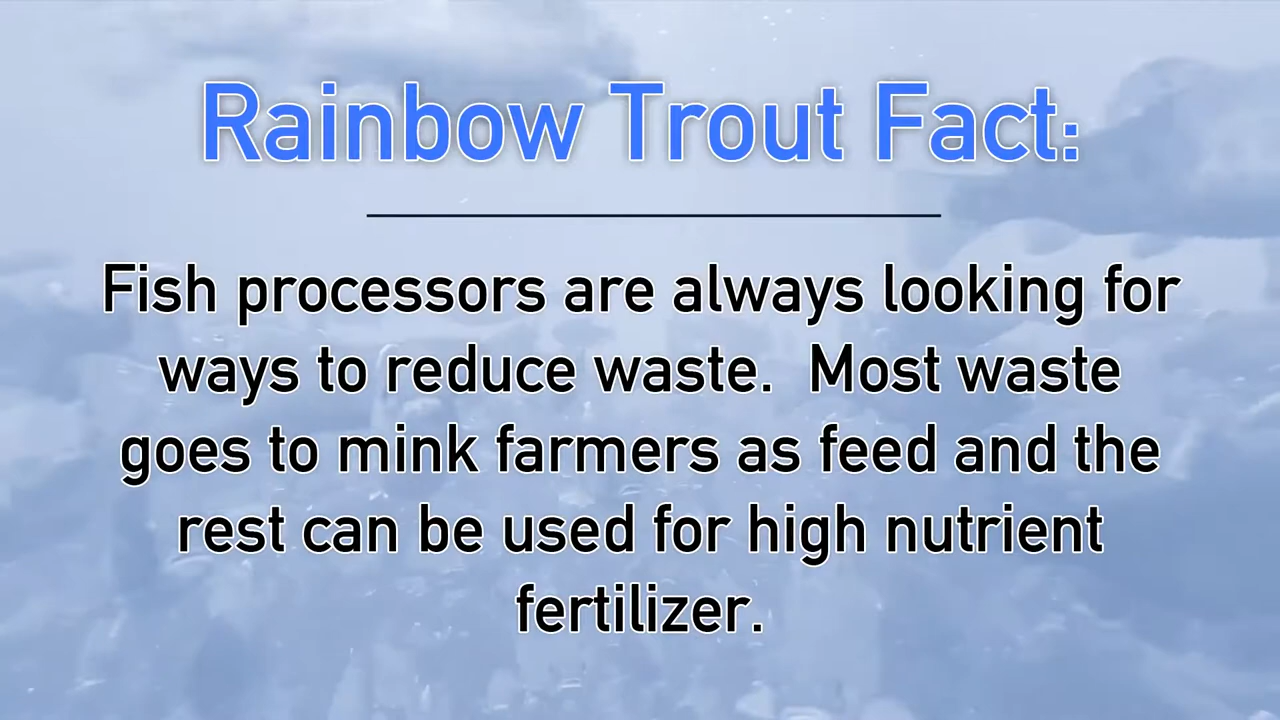 Rainbow Trout Fact:
Fish processors are always looking for
ways to reduce waste.  Most waste
goes to mink farmers as feed and the
rest can be used for high nutrient
fertilizer.